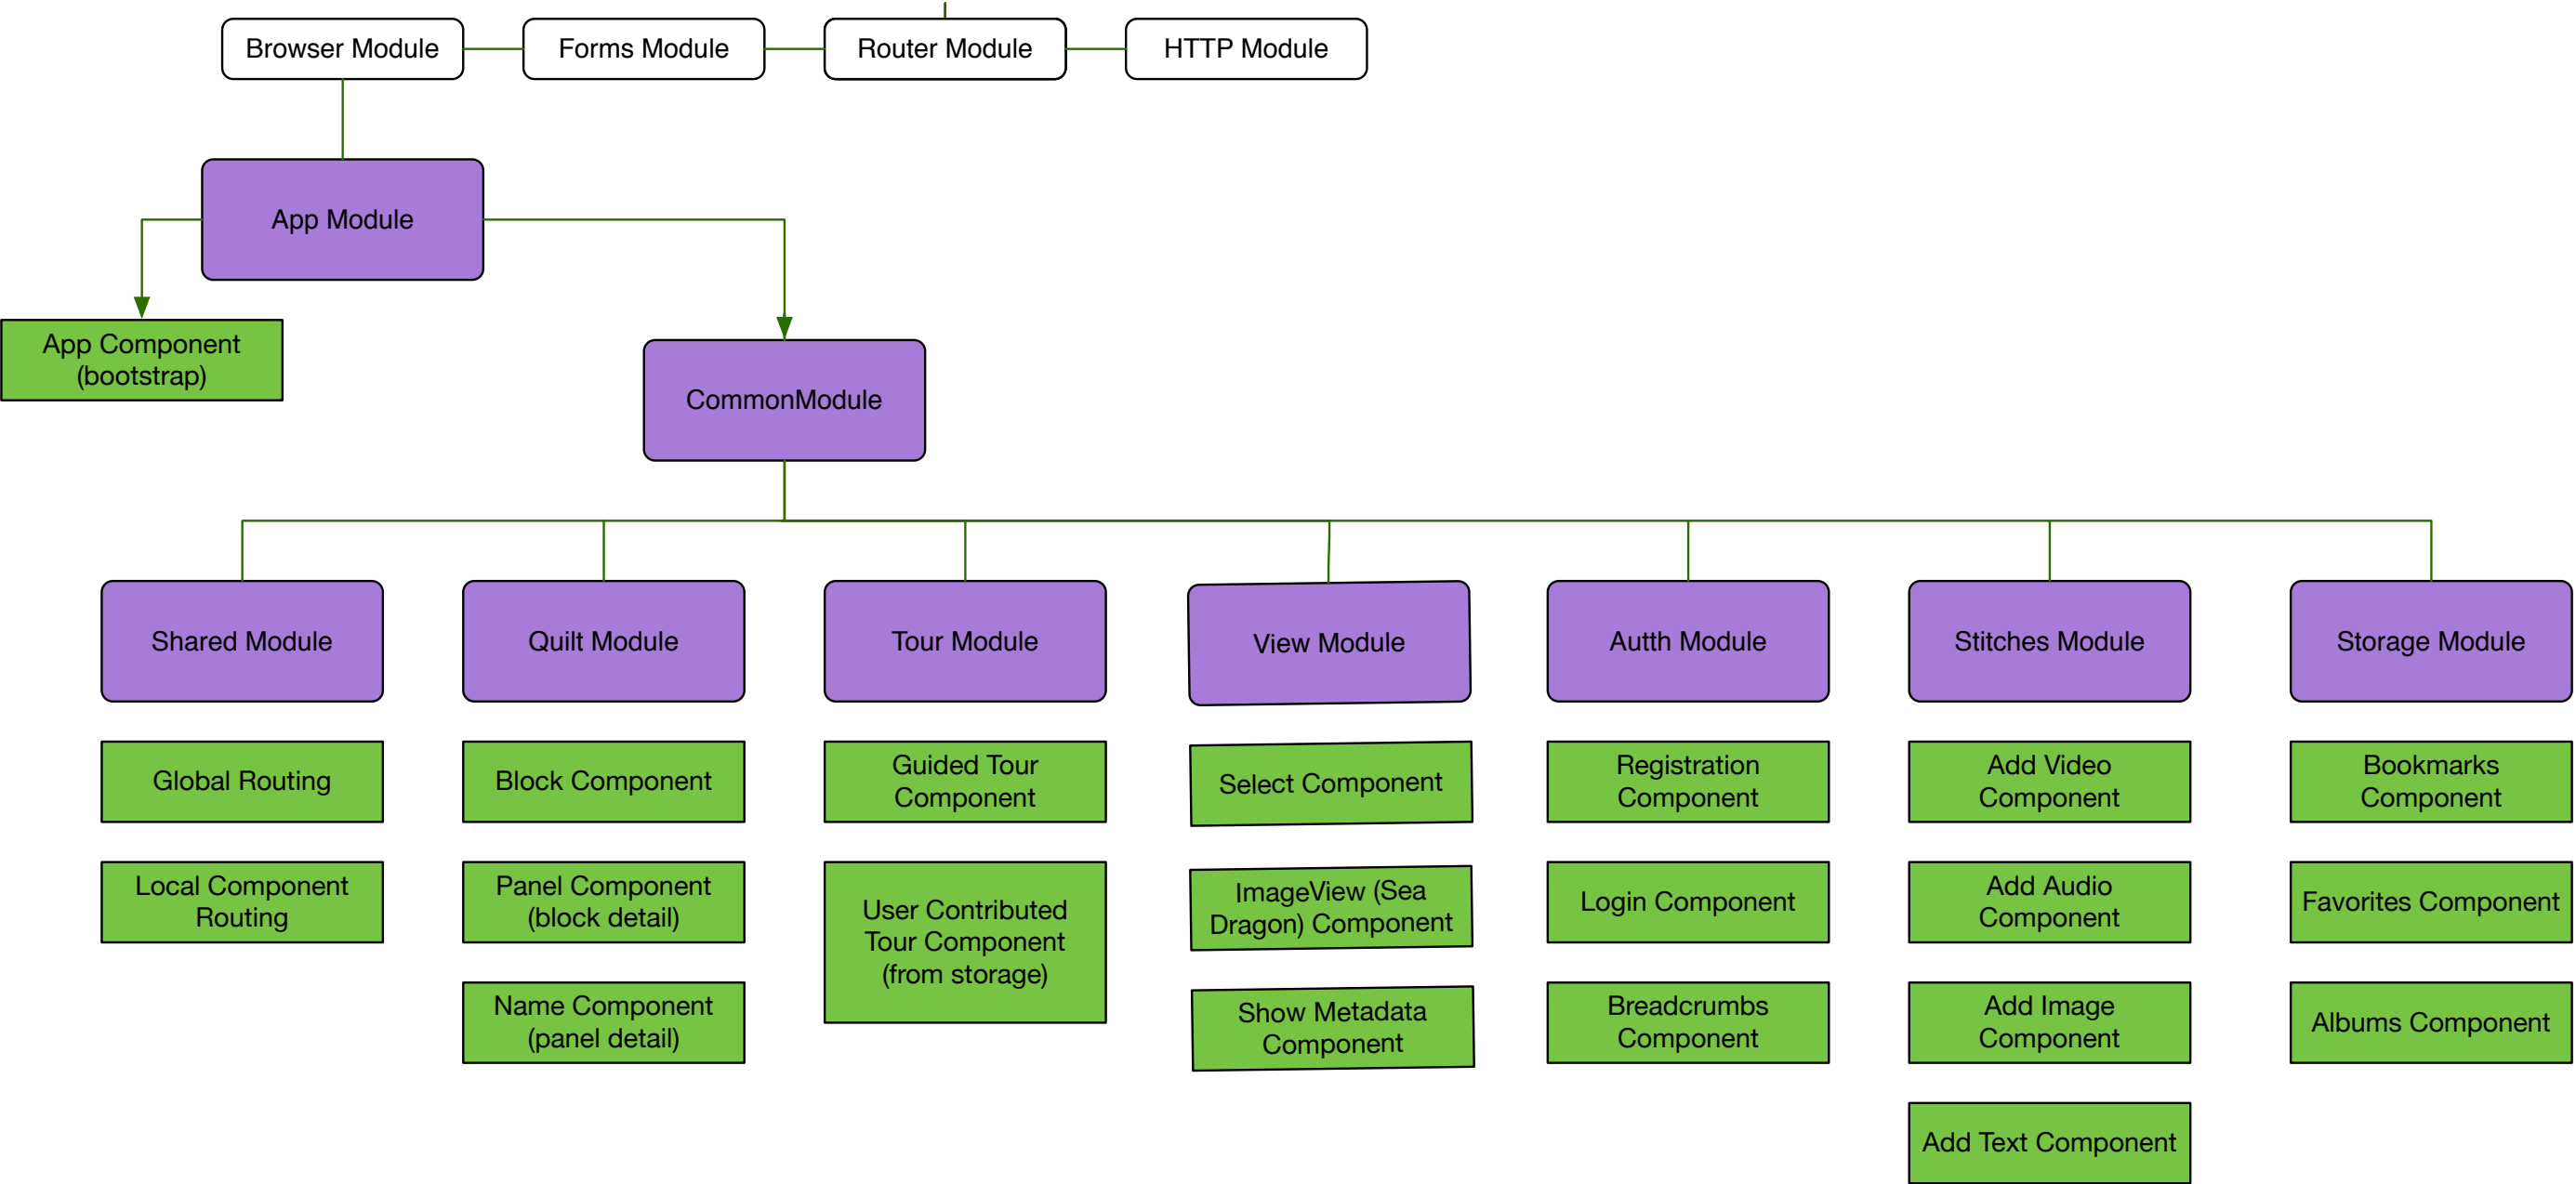 Browser Module
Forms Module
Router Module
HTTP Module
App Module
App Component
(bootstrap)
CommonModule
Shared Module
Quilt Module
Tour Module
View Module
Autth Module
Stitches Module
Storage Module
Global Routing
Block Component
Guided Tour
Component
Select Component
Registration
Component
Add Video
Component
Bookmarks
Component
Local Component
Routing
Panel Component
(block detail)
User Contributed
Tour Component
(from storage)
ImageView (Sea
Dragon) Component
Login Component
Add Audio
Component
Favorites Component
Name Component
(panel detail)
Show Metadata
Component
Breadcrumbs
Component
Add Image
Component
Albums Component
Add Text Component